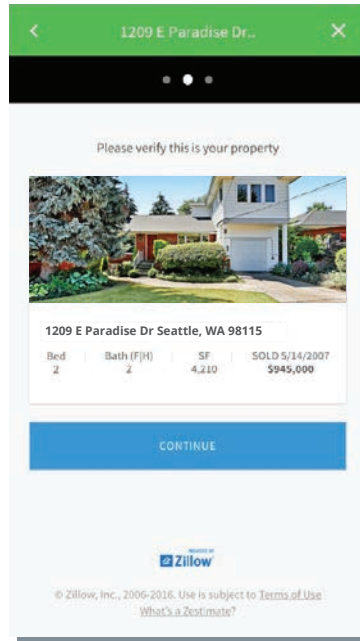 1209 E Paradise Dr..
Please verify this is your property
1209 E Paradise Dr Seattle, WA 98115
Bed Bath (F|H) SF SOLD 5/14/2007
2 2 4,210 $945,000
CONTINUE
Zillow
© Zillow, Inc., 2006-2016. Use is subject to Terms of Use
What's a Zestimate?